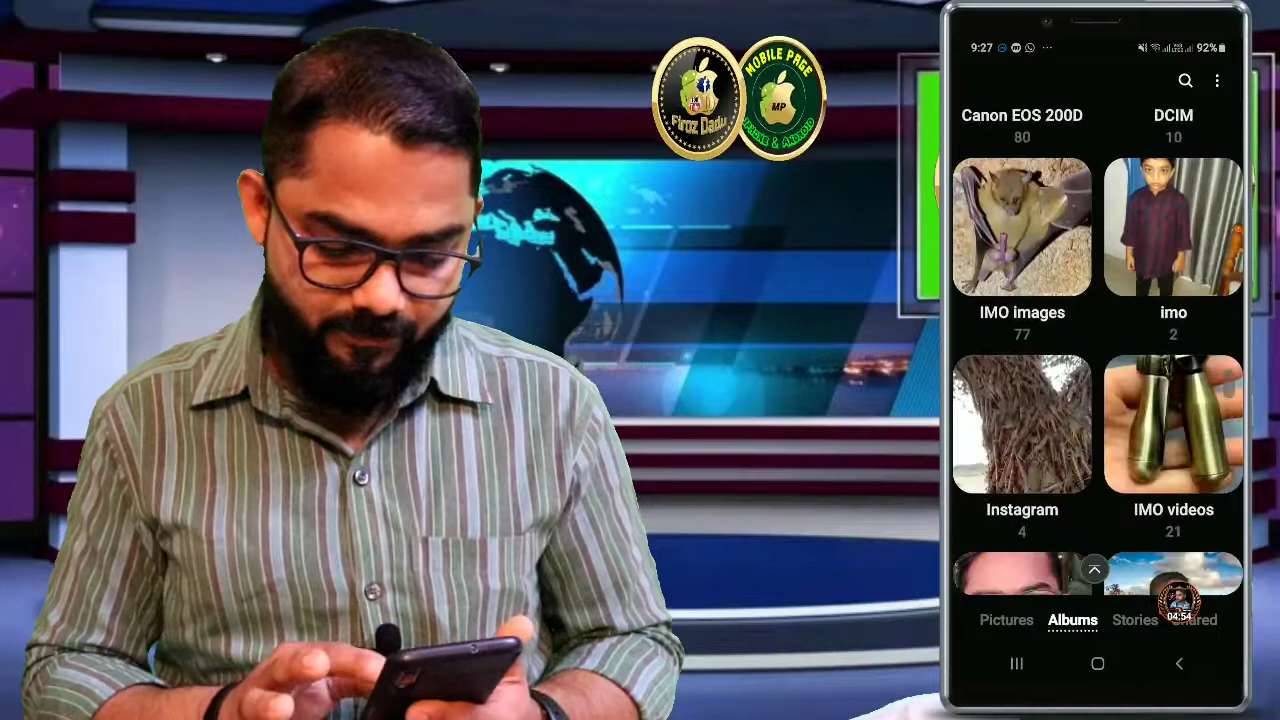 MOBILE PAGE
MP
IPHONE & ANDROID
Firoz Dadu
9:27
92%
Canon EOS 200D
80
DCIM
10
IMO images
77
imo
2
Instagram
4
IMO videos
21
Pictures
Albums
Stories
04:54